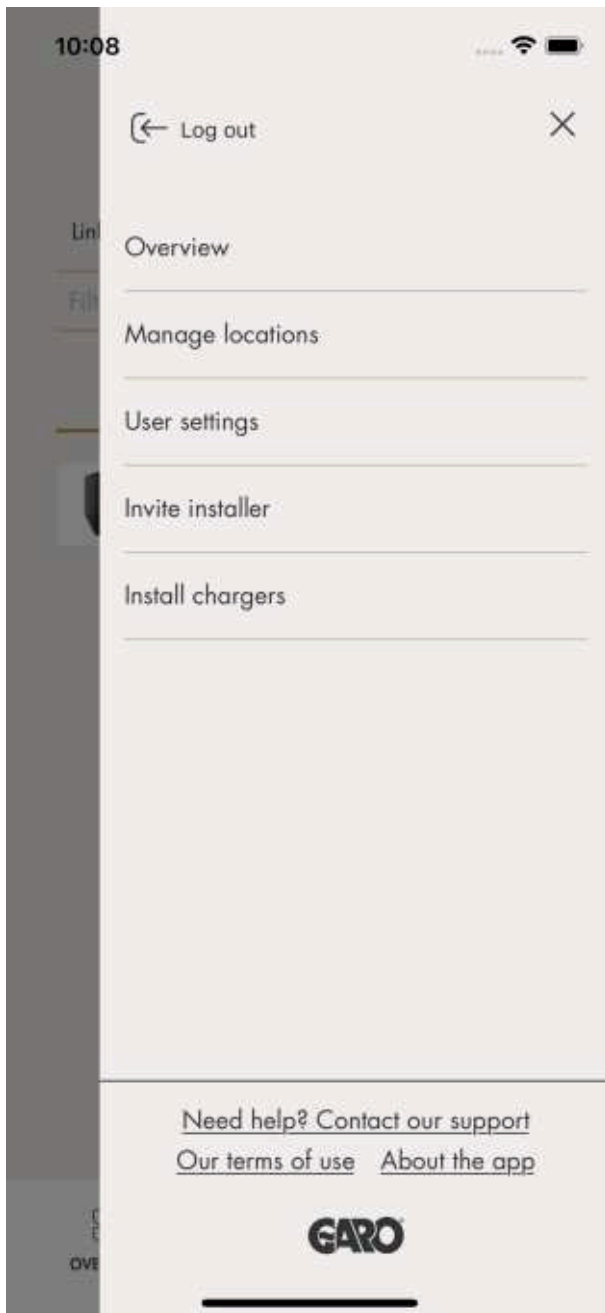 10:08
Log out
Overview
Manage locations
User settings
Invite installer
Install chargers
Need help? Contact our support
Our terms of use About the app
GARO